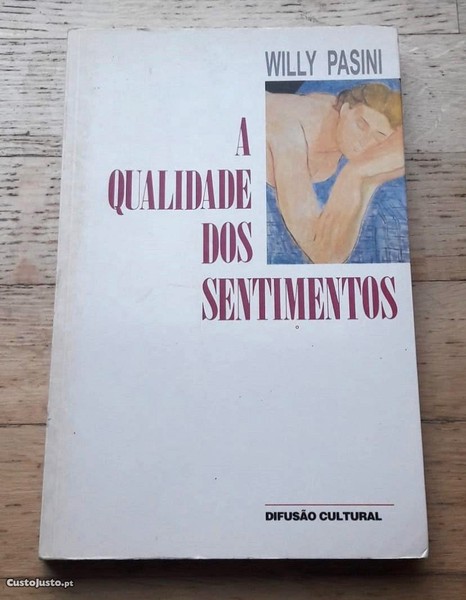 WILLY PASINI
A
QUALIDADE
DOS
SENTIMENTOS
DIFUSÃO CULTURAL
CustoJusto.pt